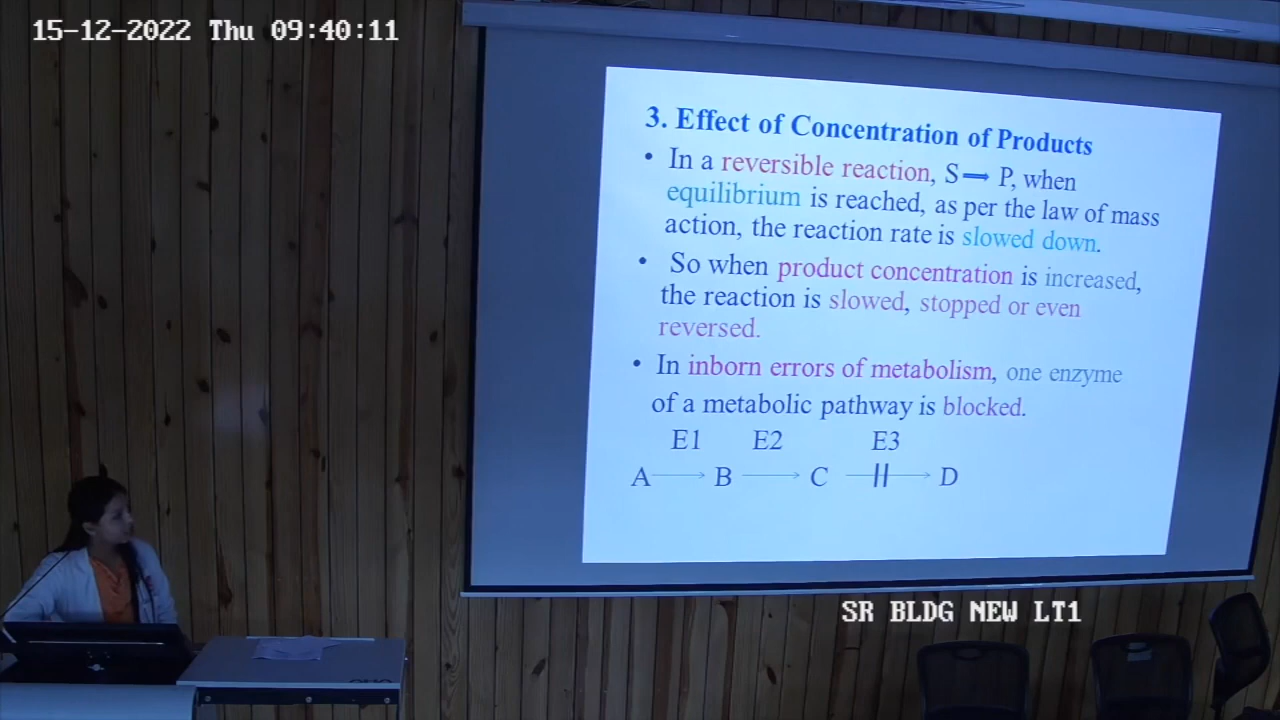 15-12-2022 Thu 09:40:11
3. Effect of Concentration of Products
• In a reversible reaction, S → P, when
equilibrium is reached, as per the law of mass
action, the reaction rate is slowed down.
• So when product concentration is increased,
the reaction is slowed, stopped or even
reversed.
• In inborn errors of metabolism, one enzyme
of a metabolic pathway is blocked.
E1 E2 E3
A → B → C —||→ D
SR BLDG NEW LT1